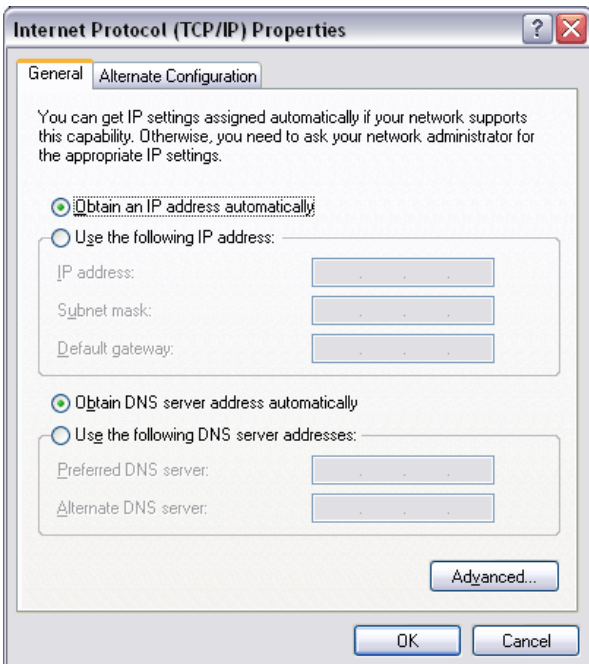 Internet Protocol (TCP/IP) Properties
?
General
Alternate Configuration
You can get IP settings assigned automatically if your network supports
this capability. Otherwise, you need to ask your network administrator for
the appropriate IP settings.
Obtain an IP address automatically
Use the following IP address:
IP address:
Subnet mask:
Default gateway:
Obtain DNS server address automatically
Use the following DNS server addresses:
Preferred DNS server:
Alternate DNS server:
Advanced...
OK
Cancel